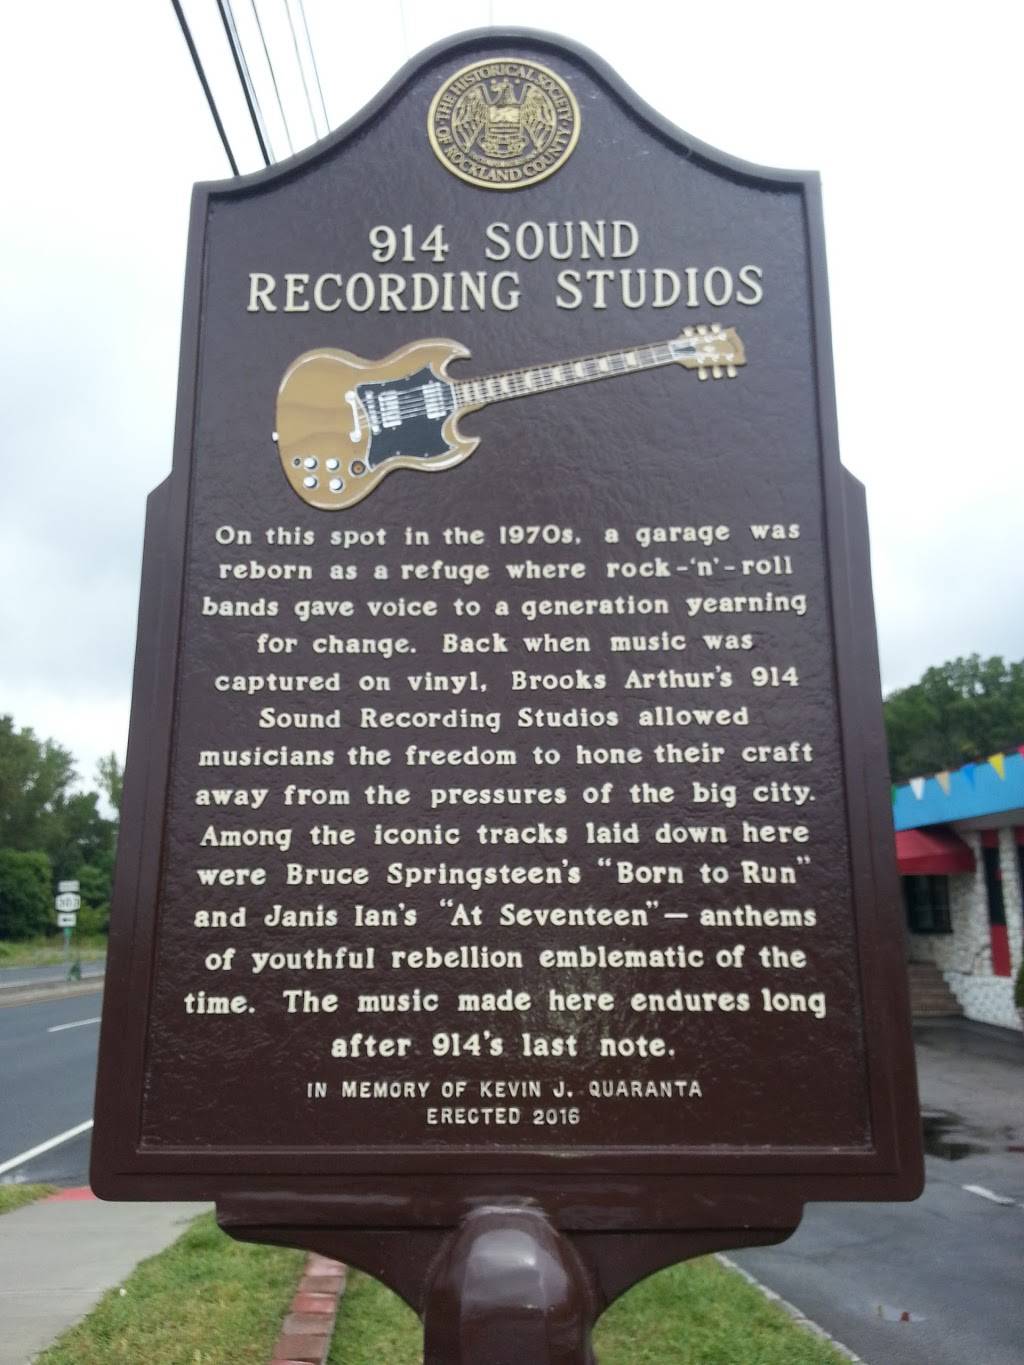 THE HISTORICAL SOCIETY
OF ROCKLAND COUNTY
914 SOUND
RECORDING STUDIOS
On this spot in the 1970s, a garage was
reborn as a refuge where rock-'n'-roll
bands gave voice to a generation yearning
for change. Back when music was
captured on vinyl, Brooks Arthur's 914
Sound Recording Studios allowed
musicians the freedom to hone their craft
away from the pressures of the big city.
Among the iconic tracks laid down here
were Bruce Springsteen's "Born to Run"
and Janis Ian's "At Seventeen" — anthems
of youthful rebellion emblematic of the
time. The music made here endures long
after 914's last note.
IN MEMORY OF KEVIN J. QUARANTA
ERECTED 2016